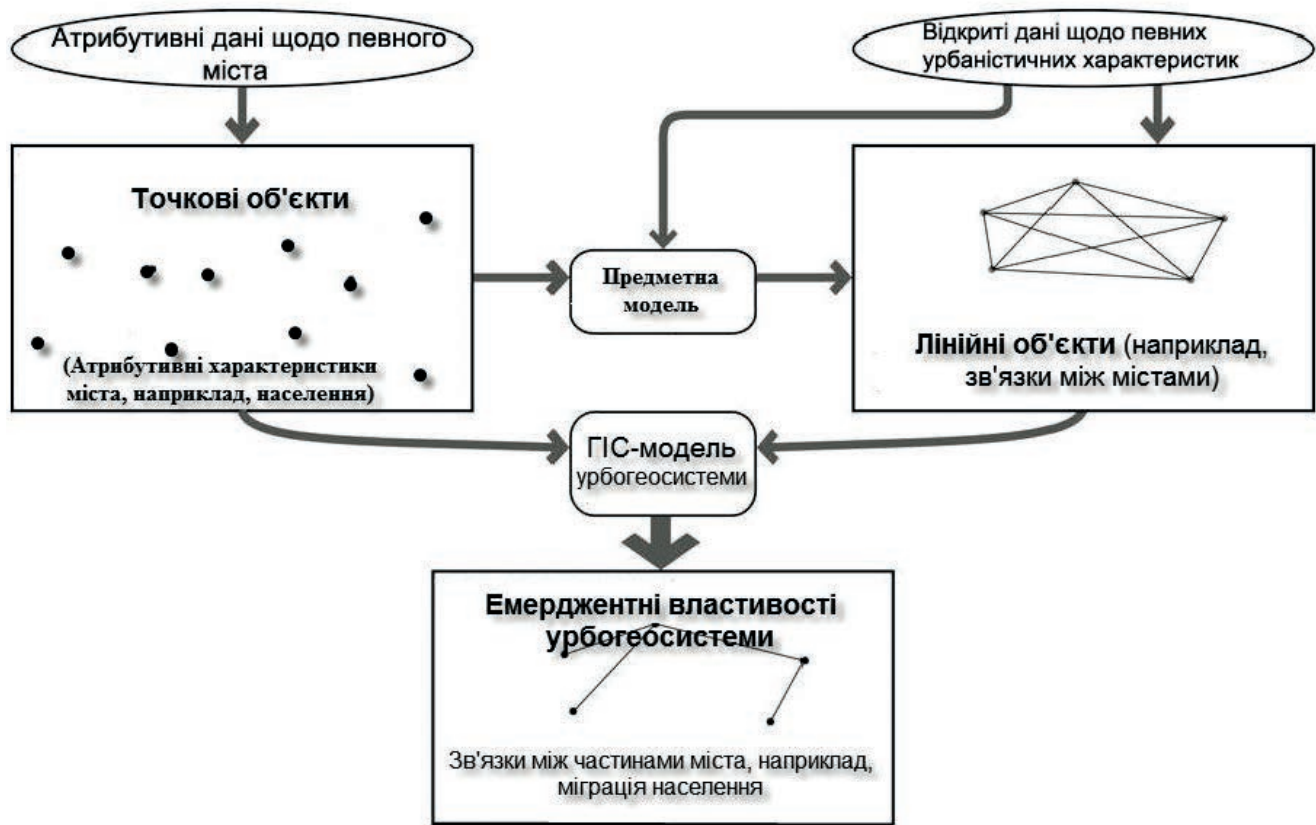 Атрибутивні дані щодо певного
міста
Відкриті дані щодо певних
урбаністичних характеристик
Точкові об'єкти
(Атрибутивні характеристики
міста, наприклад, населення)
Предметна
модель
Лінійні об'єкти (наприклад,
зв'язки між містами)
ГІС-модель
урбогеосистеми
Емерджентні властивості
урбогеосистеми
Зв'язки між частинами міста, наприклад,
міграція населення